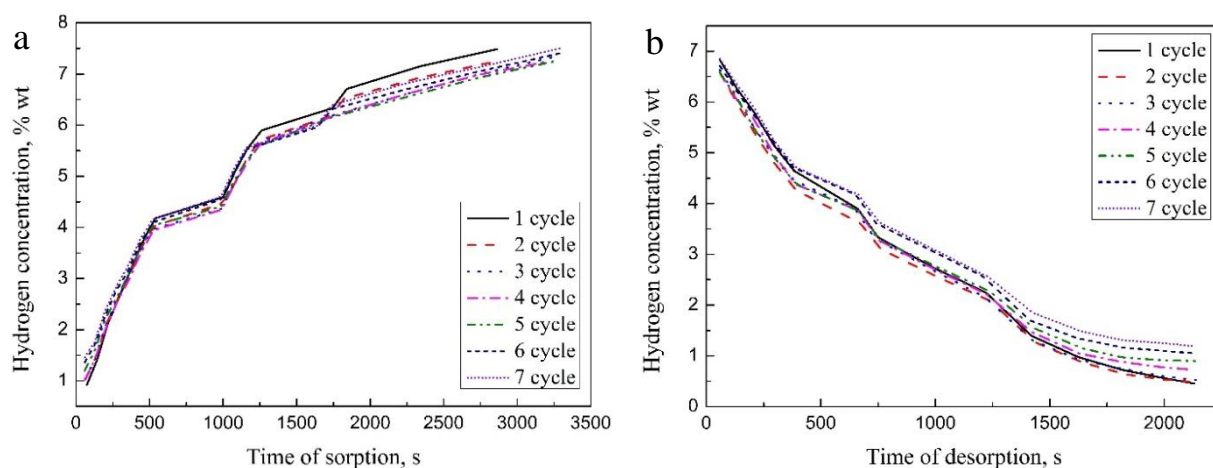 a
Hydrogen concentration, % wt
8
7
6
5
4
3
2
1
0 500 1000 1500 2000 2500 3000 3500
Time of sorption, s
1 cycle
2 cycle
3 cycle
4 cycle
5 cycle
6 cycle
7 cycle
b
Hydrogen concentration, % wt
7
6
5
4
3
2
1
0
0 500 1000 1500 2000
Time of desorption, s
1 cycle
2 cycle
3 cycle
4 cycle
5 cycle
6 cycle
7 cycle